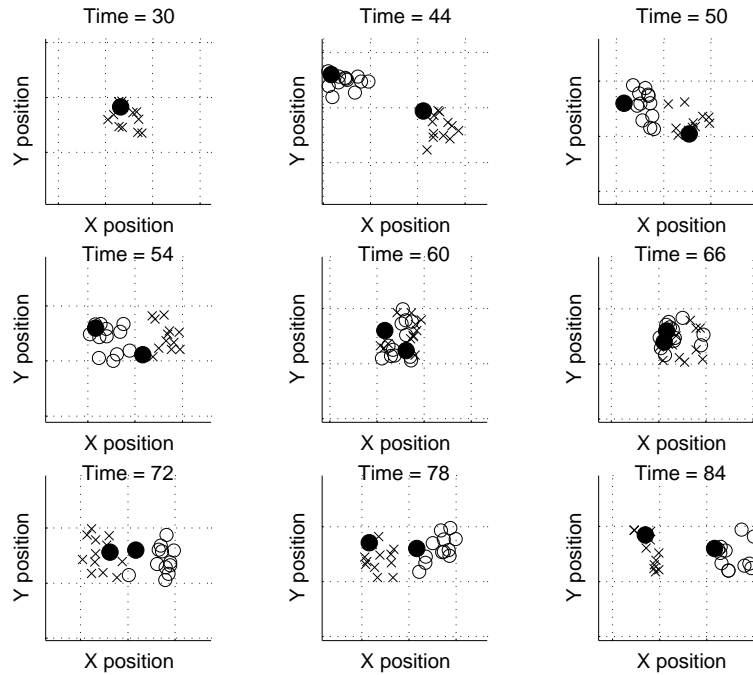 Time = 30
Time = 44
Time = 50
Y position
Y position
Y position
X position
X position
X position
Time = 54
Time = 60
Time = 66
Y position
Y position
Y position
X position
X position
X position
Time = 72
Time = 78
Time = 84
Y position
Y position
Y position
X position
X position
X position